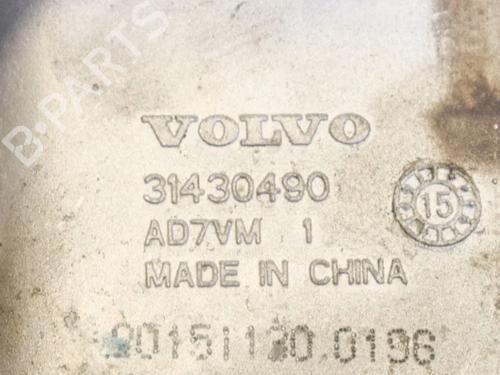 B-PARTS
VOLVO
31430490
15
AD7VM 1
MADE IN CHINA
20151120 0196